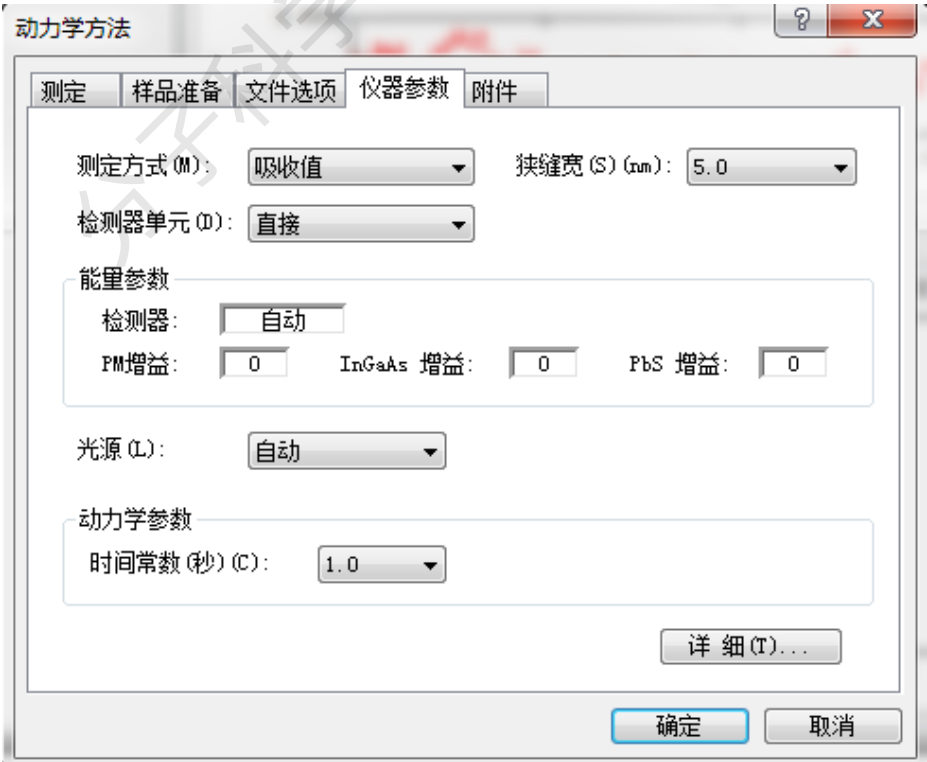 动力学方法
测定 样品准备 文件选项 仪器参数 附件
测定方式(M): 吸收值 狭缝宽(S)(nm): 5.0
检测器单元(D): 直接
能量参数
检测器: 自动
PM增益: 0 InGaAs 增益: 0 PbS 增益: 0
光源(L): 自动
动力学参数
时间常数(秒)(C): 1.0
详 细(T)...
确定 取消
分子科学